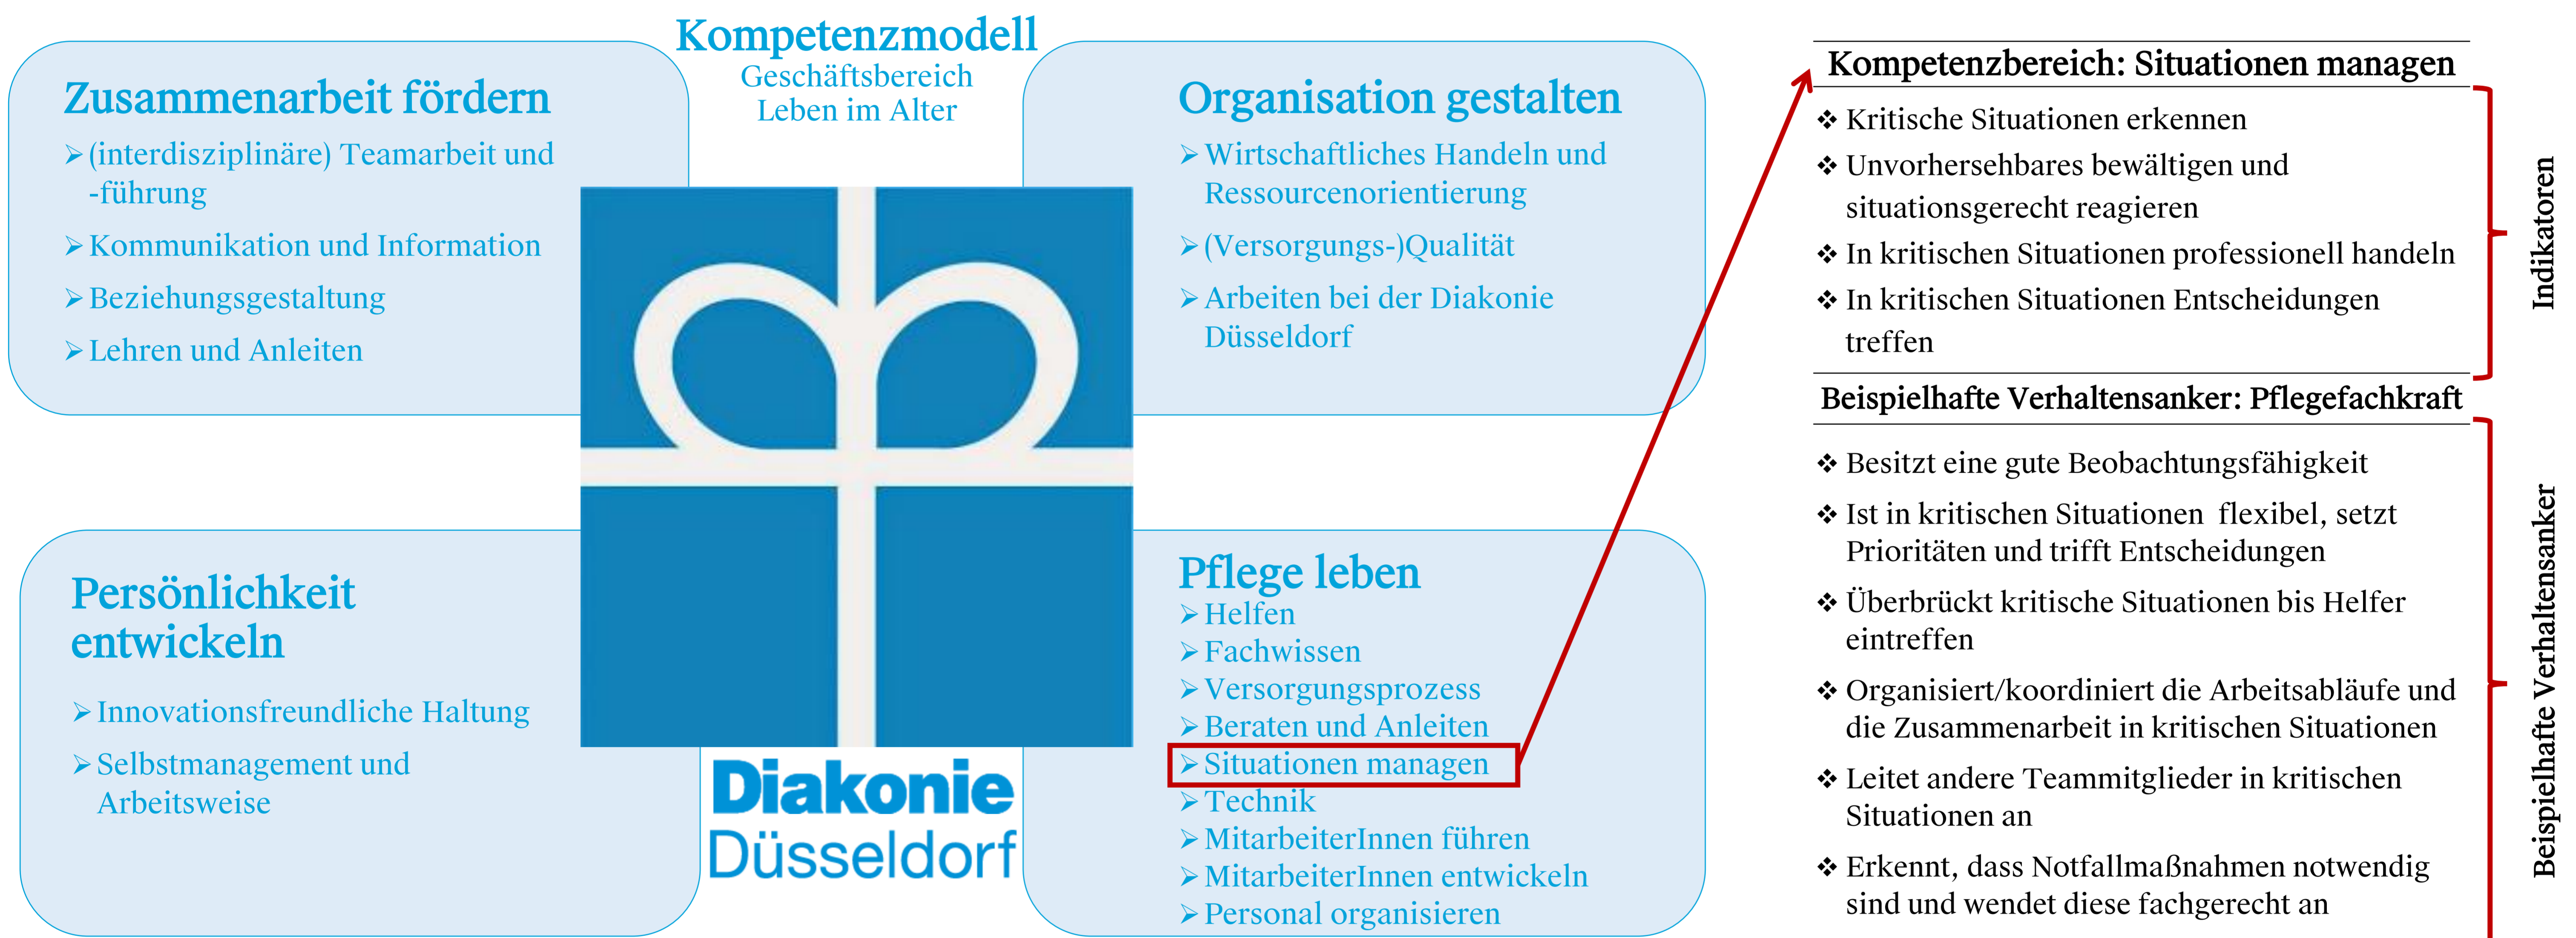 Kompetenzmodell
Geschäftsbereich
Leben im Alter
Zusammenarbeit fördern
➢ (interdisziplinäre) Teamarbeit und
-führung
➢ Kommunikation und Information
➢ Beziehungsgestaltung
➢ Lehren und Anleiten
Organisation gestalten
➢ Wirtschaftliches Handeln und
Ressourcenorientierung
➢ (Versorgungs-)Qualität
➢ Arbeiten bei der Diakonie
Düsseldorf
Persönlichkeit
entwickeln
➢ Innovationsfreundliche Haltung
➢ Selbstmanagement und
Arbeitsweise
Diakonie
Düsseldorf
Pflege leben
➢ Helfen
➢ Fachwissen
➢ Versorgungsprozess
➢ Beraten und Anleiten
➢ Situationen managen
➢ Technik
➢ MitarbeiterInnen führen
➢ MitarbeiterInnen entwickeln
➢ Personal organisieren
Kompetenzbereich: Situationen managen
❖ Kritische Situationen erkennen
❖ Unvorhersehbares bewältigen und
situationsgerecht reagieren
❖ In kritischen Situationen professionell handeln
❖ In kritischen Situationen Entscheidungen
treffen
Indikatoren
Beispielhafte Verhaltensanker: Pflegefachkraft
❖ Besitzt eine gute Beobachtungsfähigkeit
❖ Ist in kritischen Situationen flexibel, setzt
Prioritäten und trifft Entscheidungen
❖ Überbrückt kritische Situationen bis Helfer
eintreffen
❖ Organisiert/koordiniert die Arbeitsabläufe und
die Zusammenarbeit in kritischen Situationen
❖ Leitet andere Teammitglieder in kritischen
Situationen an
❖ Erkennt, dass Notfallmaßnahmen notwendig
sind und wendet diese fachgerecht an
Beispielhafte Verhaltensanker